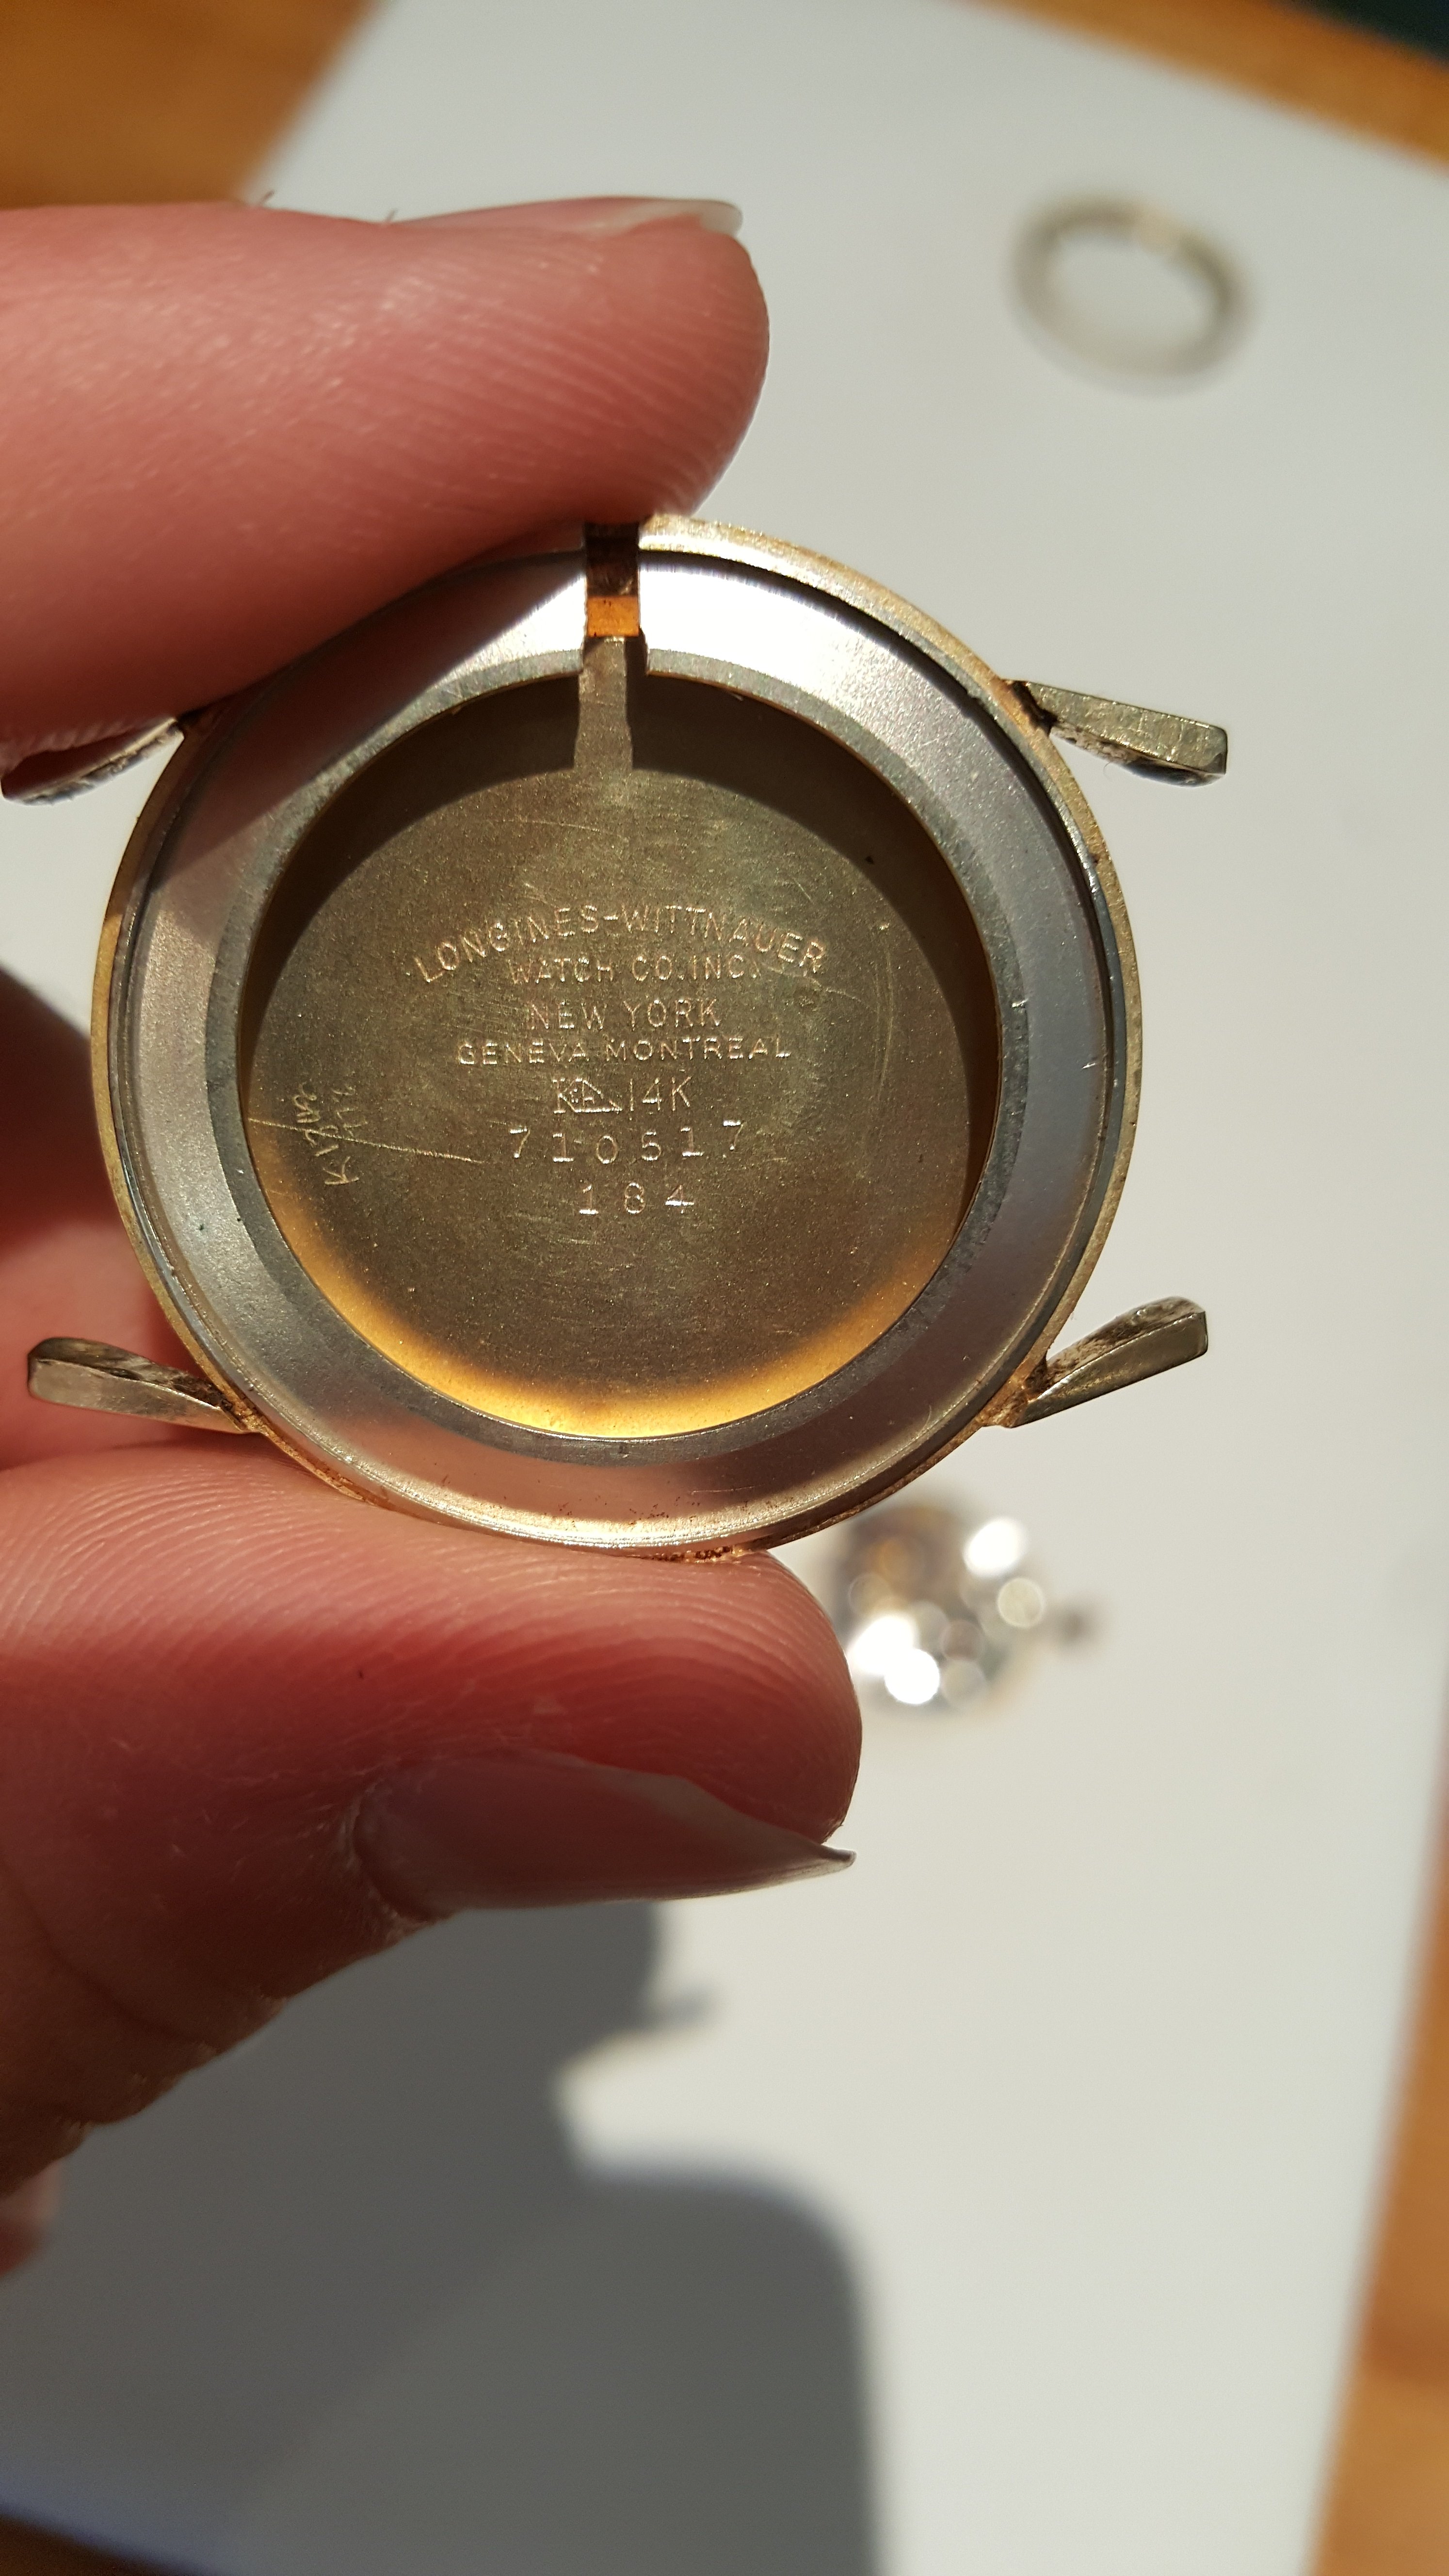 LONGINES-WITTNAUER
WATCH CO. INC.
NEW YORK
GENEVA MONTREAL
14K
710517
184